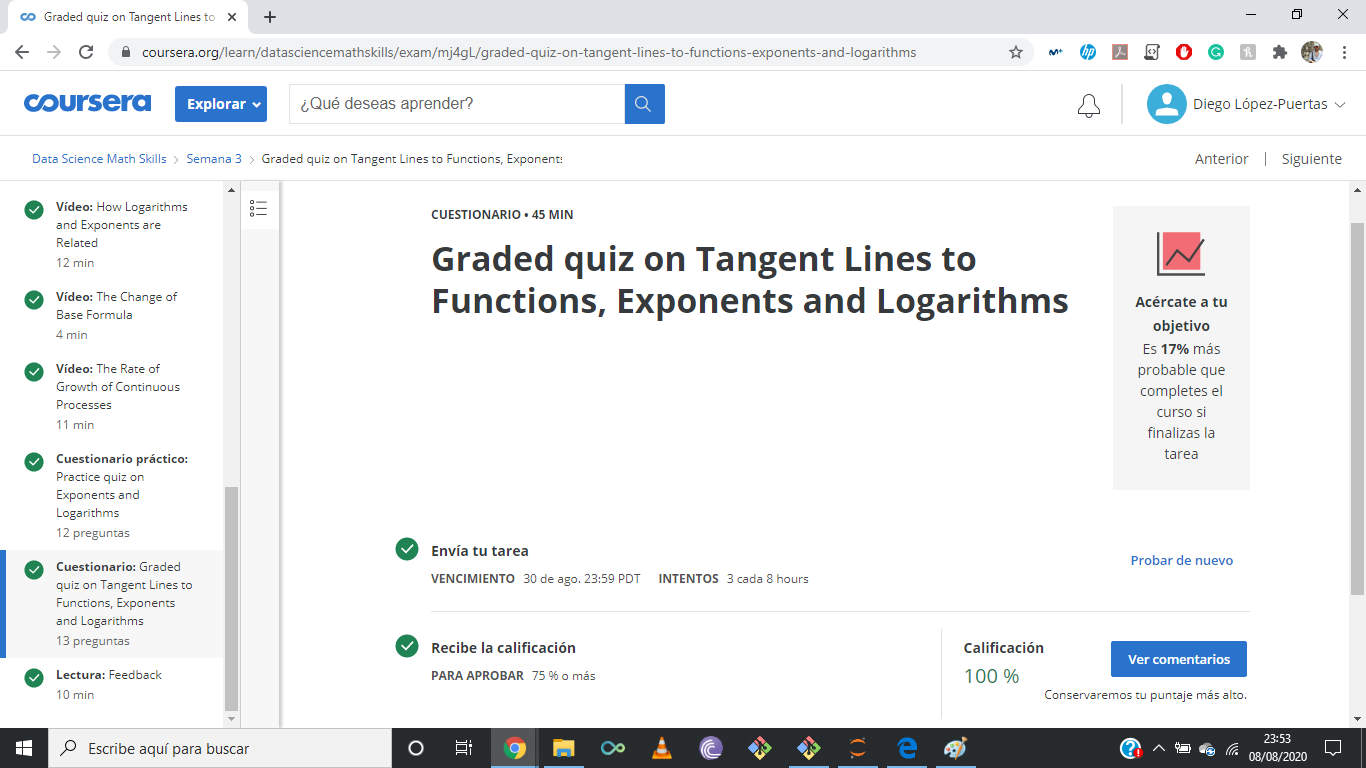 Graded quiz on Tangent Lines to
coursera.org/learn/datasciencemathskills/exam/mj4gL/graded-quiz-on-tangent-lines-to-functions-exponents-and-logarithms
coursera
Explorar
¿Qué deseas aprender?
Diego López-Puertas
Data Science Math Skills > Semana 3 > Graded quiz on Tangent Lines to Functions, Exponents
Anterior | Siguiente
Vídeo: How Logarithms
and Exponents are
Related
12 min
Vídeo: The Change of
Base Formula
4 min
Vídeo: The Rate of
Growth of Continuous
Processes
11 min
Cuestionario práctico:
Practice quiz on
Exponents and
Logarithms
12 preguntas
Cuestionario: Graded
quiz on Tangent Lines to
Functions, Exponents
and Logarithms
13 preguntas
Lectura: Feedback
10 min
CUESTIONARIO • 45 MIN
Graded quiz on Tangent Lines to
Functions, Exponents and Logarithms
Acércate a tu
objetivo
Es 17% más
probable que
completes el
curso si
finalizas la
tarea
Envía tu tarea
VENCIMIENTO 30 de ago. 23:59 PDT INTENTOS 3 cada 8 hours
Probar de nuevo
Recibe la calificación
PARA APROBAR 75 % o más
Calificación
100 %
Ver comentarios
Conservaremos tu puntaje más alto.
Escribe aquí para buscar
23:53
08/08/2020